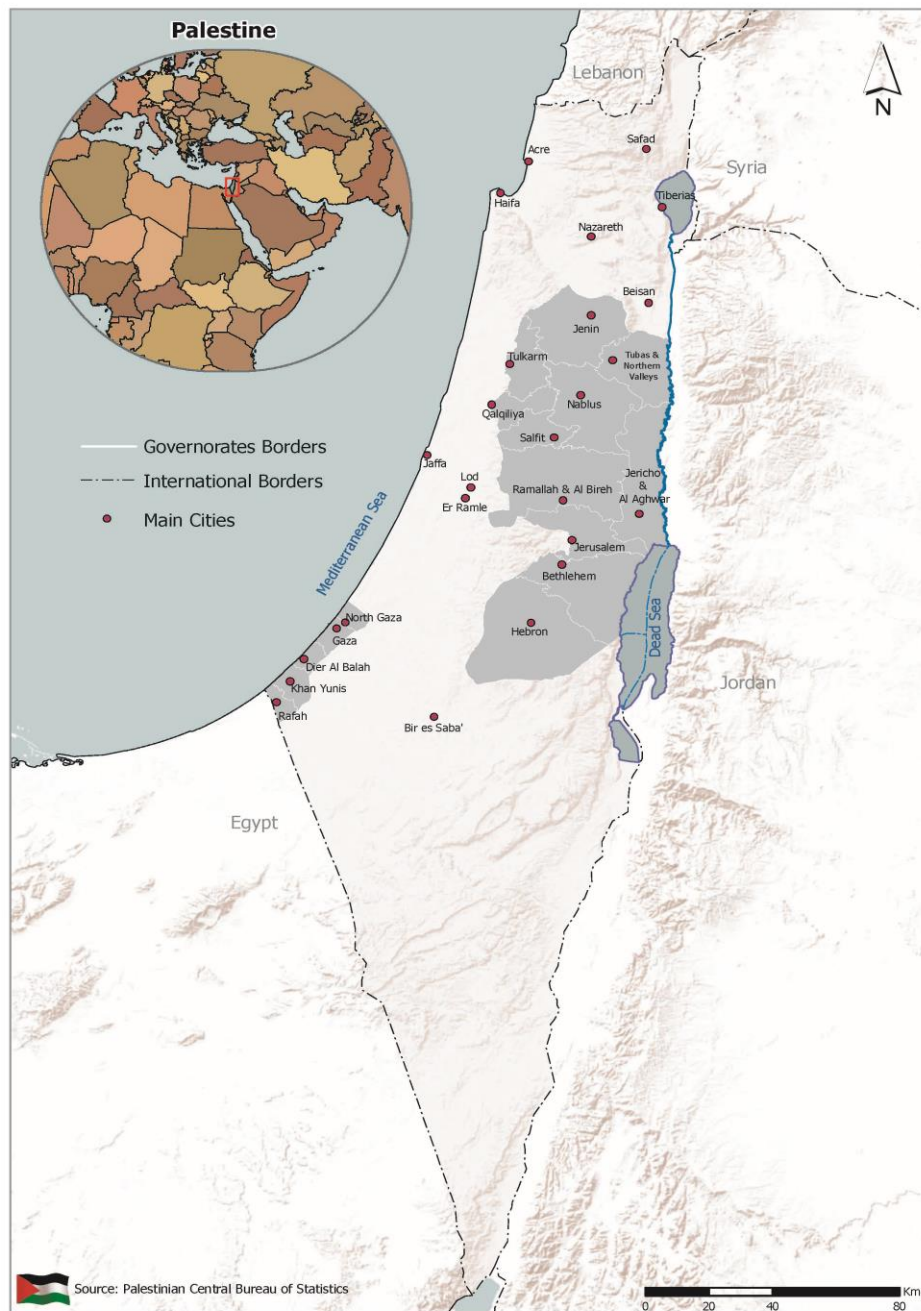 Palestine
Lebanon
N
Safad
Acre
Syria
Tiberias
Haifa
Nazareth
Beisan
Jenin
Tulkarm
Tubas &
Northern
Valleys
Nablus
Qalqiliya
Salfit
Governorates Borders
International Borders
Main Cities
Jaffa
Lod
Er Ramle
Ramallah & Al Bireh
Jericho
&
Al Aghwar
Mediterranean Sea
Jerusalem
Bethlehem
Hebron
Dead Sea
North Gaza
Gaza
Dier Al Balah
Khan Yunis
Rafah
Bir es Saba'
Jordan
Egypt
Source: Palestinian Central Bureau of Statistics
Km
0 20 40 80